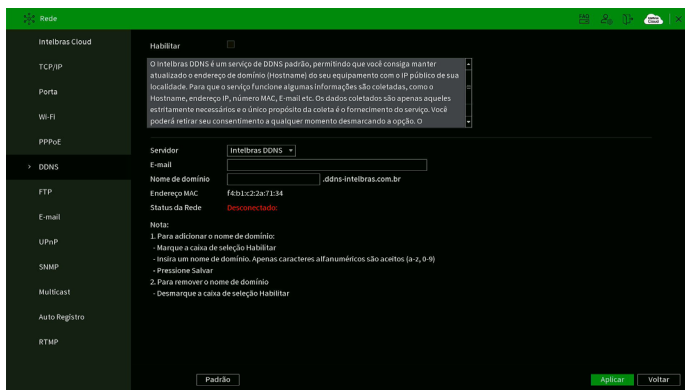 Rede
Intelbras Cloud
TCP/IP
Porta
Wi-Fi
PPPoE
DDNS
FTP
E-mail
UPnP
SNMP
Multicast
Auto Registro
RTMP
Habilitar
O Intelbras DDNS é um serviço de DDNS padrão, permitindo que você consiga manter
atualizado o endereço de domínio (Hostname) do seu equipamento com o IP público de sua
localidade. Para que o serviço funcione algumas informações são coletadas, como o
Hostname, endereço IP, número MAC, E-mail etc. Os dados coletados são apenas aqueles
estritamente necessários e o único propósito da coleta é o fornecimento do serviço. Você
poderá retirar seu consentimento a qualquer momento desmarcando a opção. O
Servidor Intelbras DDNS
E-mail
Nome de domínio .ddns-intelbras.com.br
Endereço MAC f4:b1:c2:2a:71:34
Status da Rede Desconectado:
Nota:
1. Para adicionar o nome de domínio:
- Marque a caixa de seleção Habilitar
- Insira um nome de domínio. Apenas caracteres alfanuméricos são aceitos (a-z, 0-9)
- Pressione Salvar
2. Para remover o nome de domínio
- Desmarque a caixa de seleção Habilitar
Padrão
Aplicar
Voltar